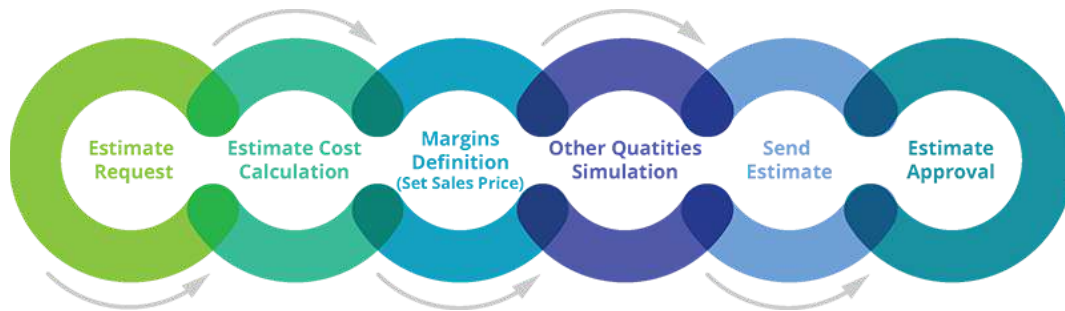 Estimate
Request
Estimate Cost
Calculation
Margins
Definition
(Set Sales Price)
Other Quatities
Simulation
Send
Estimate
Estimate
Approval